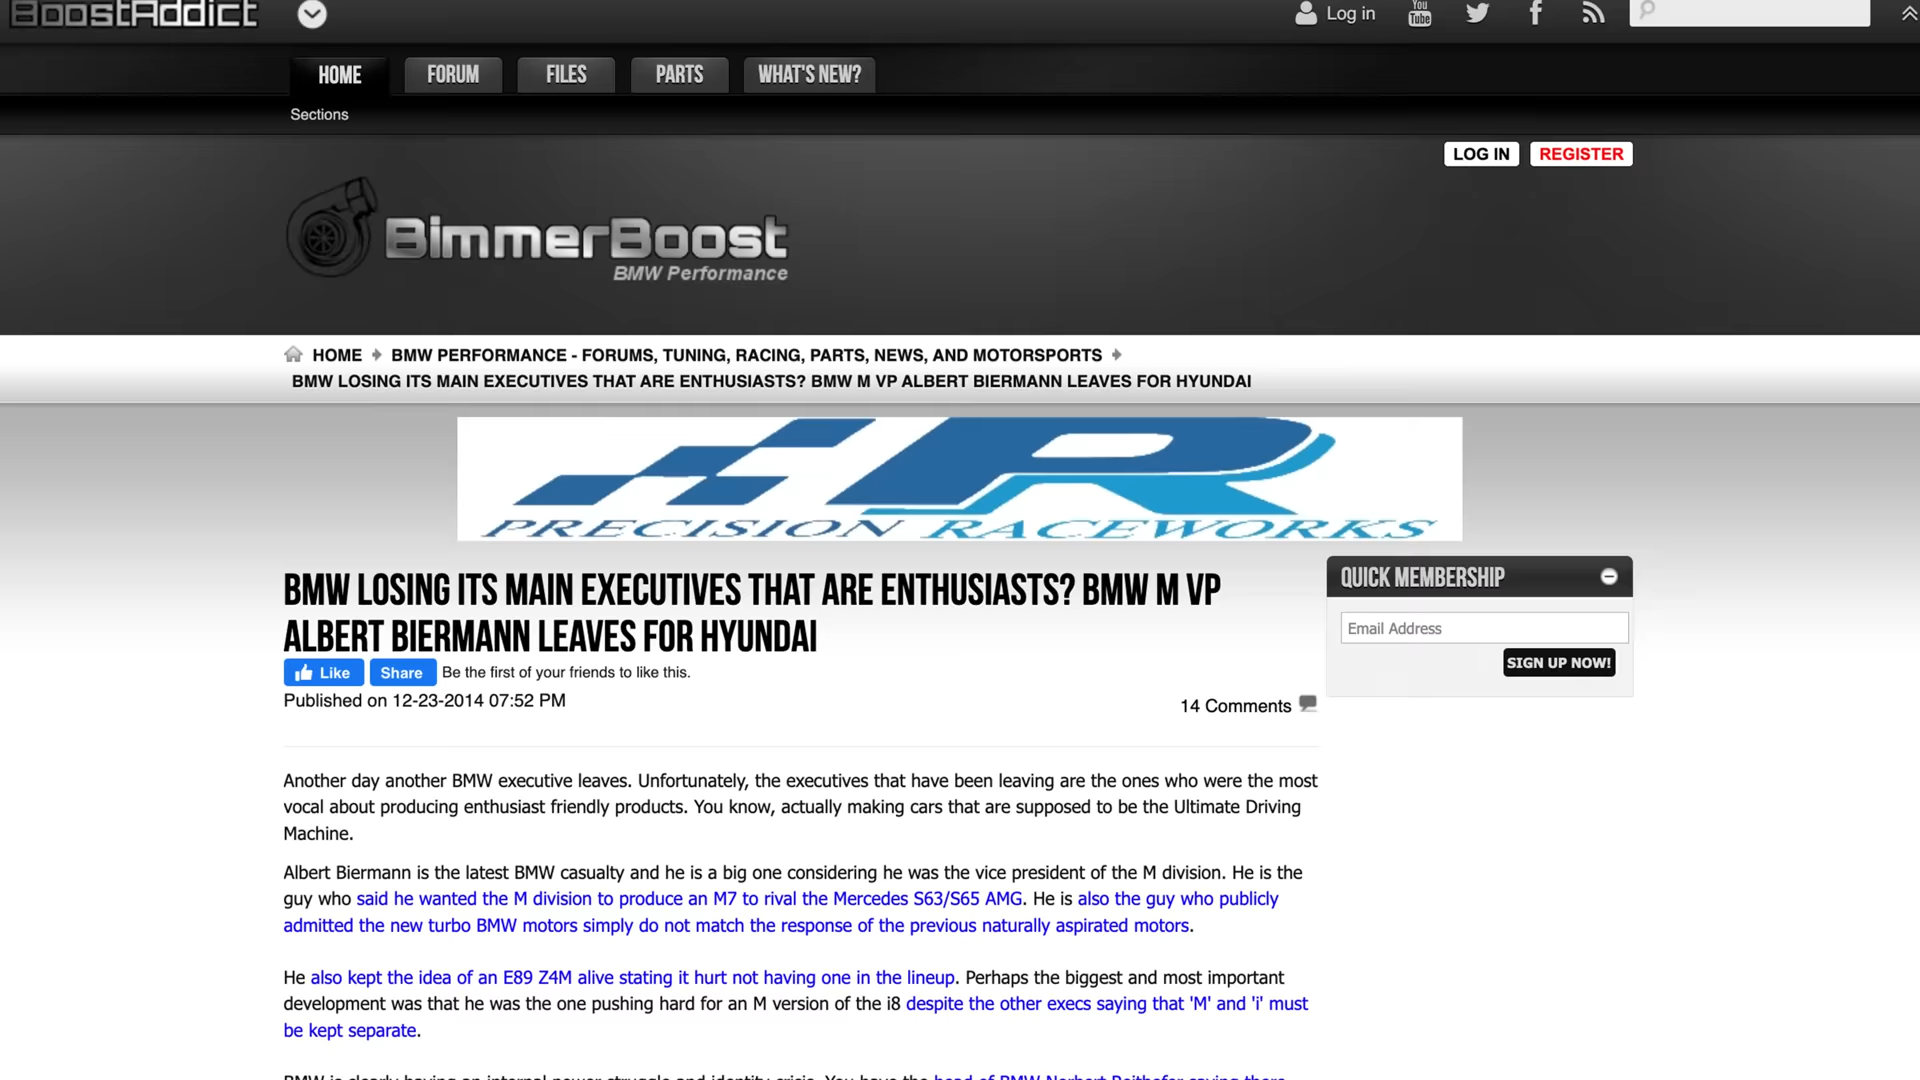 BoostAddict
Log in
You
Tube
HOME
FORUM
FILES
PARTS
WHAT'S NEW?
Sections
LOG IN
REGISTER
BimmerBoost
BMW Performance
HOME
BMW PERFORMANCE - FORUMS, TUNING, RACING, PARTS, NEWS, AND MOTORSPORTS
BMW LOSING ITS MAIN EXECUTIVES THAT ARE ENTHUSIASTS? BMW M VP ALBERT BIERMANN LEAVES FOR HYUNDAI
PR
PRECISION RACEWORKS
BMW LOSING ITS MAIN EXECUTIVES THAT ARE ENTHUSIASTS? BMW M VP
ALBERT BIERMANN LEAVES FOR HYUNDAI
Like
Share
Be the first of your friends to like this.
Published on 12-23-2014 07:52 PM
14 Comments
QUICK MEMBERSHIP
Email Address
SIGN UP NOW!
Another day another BMW executive leaves. Unfortunately, the executives that have been leaving are the ones who were the most
vocal about producing enthusiast friendly products. You know, actually making cars that are supposed to be the Ultimate Driving
Machine.
Albert Biermann is the latest BMW casualty and he is a big one considering he was the vice president of the M division. He is the
guy who said he wanted the M division to produce an M7 to rival the Mercedes S63/S65 AMG. He is also the guy who publicly
admitted the new turbo BMW motors simply do not match the response of the previous naturally aspirated motors.
He also kept the idea of an E89 Z4M alive stating it hurt not having one in the lineup. Perhaps the biggest and most important
development was that he was the one pushing hard for an M version of the i8 despite the other execs saying that 'M' and 'i' must
be kept separate.
BMW is clearly having an internal power struggle and identity crisis. You have the head of BMW Norbert Reithofer saying there